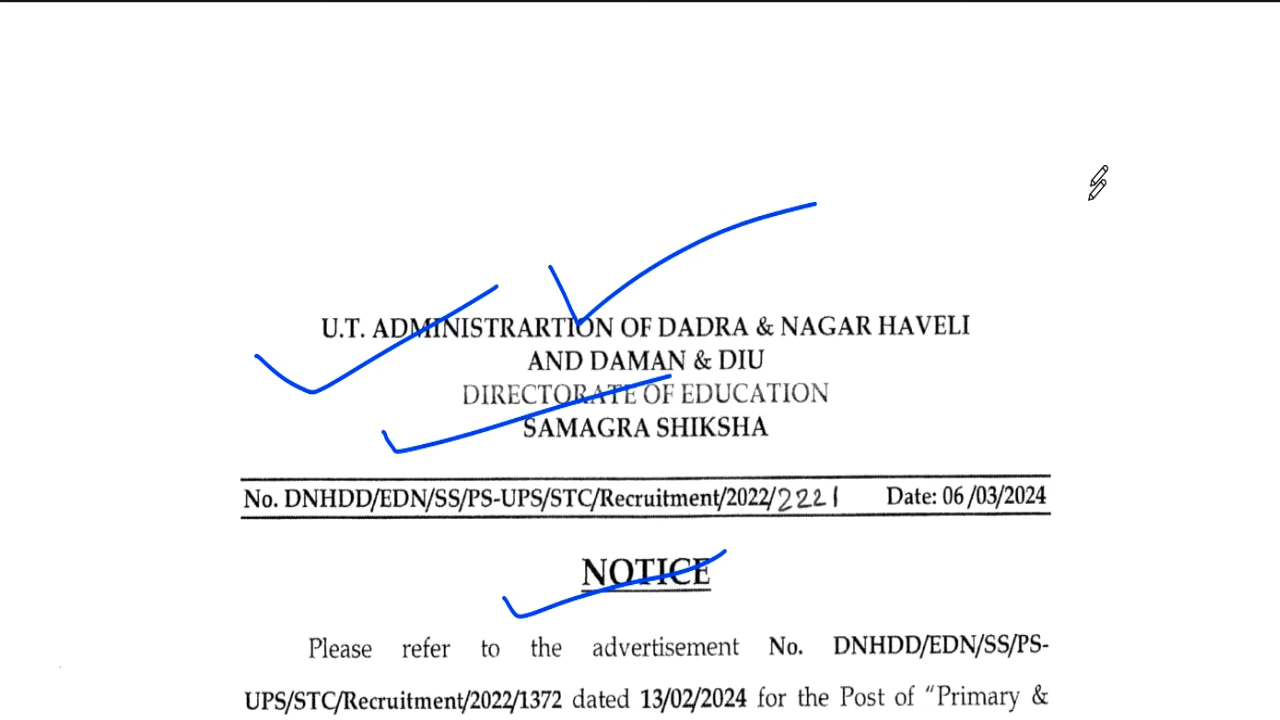 U.T. ADMINISTRARTION OF DADRA & NAGAR HAVELI
AND DAMAN & DIU
DIRECTORATE OF EDUCATION
SAMAGRA SHIKSHA
No. DNHDD/EDN/SS/PS-UPS/STC/Recruitment/2022/2221 Date: 06/03/2024
NOTICE
Please refer to the advertisement No. DNHDD/EDN/SS/PS-
UPS/STC/Recruitment/2022/1372 dated 13/02/2024 for the Post of “Primary &